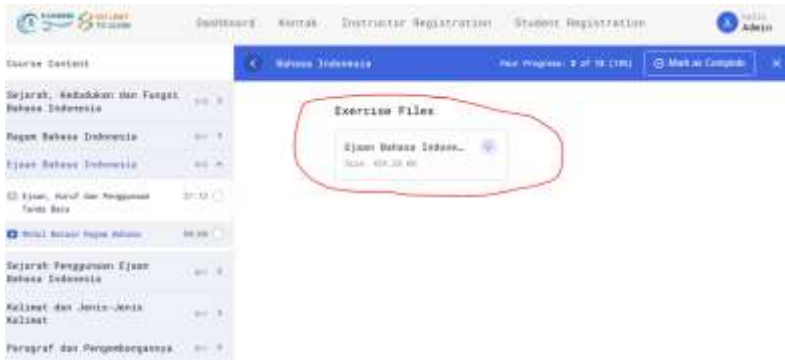 Dashboard Kontak Instructor Registration Student Registration
Hello
Admin
Course Content
Bahasa Indonesia
Mark as Complete
Sejarah, Kedudukan dan Fungsi
Bahasa Indonesia
Ragam Bahasa Indonesia
Ejaan Bahasa Indonesia
Ejaan, Huruf dan Penggunaan
Tanda Baca
Sejarah Penggunaan Ejaan
Bahasa Indonesia
Kalimat dan Jenis-Jenis
Kalimat
Paragraf dan Pengembangannya
Exercise Files
Ejaan Bahasa Indone…